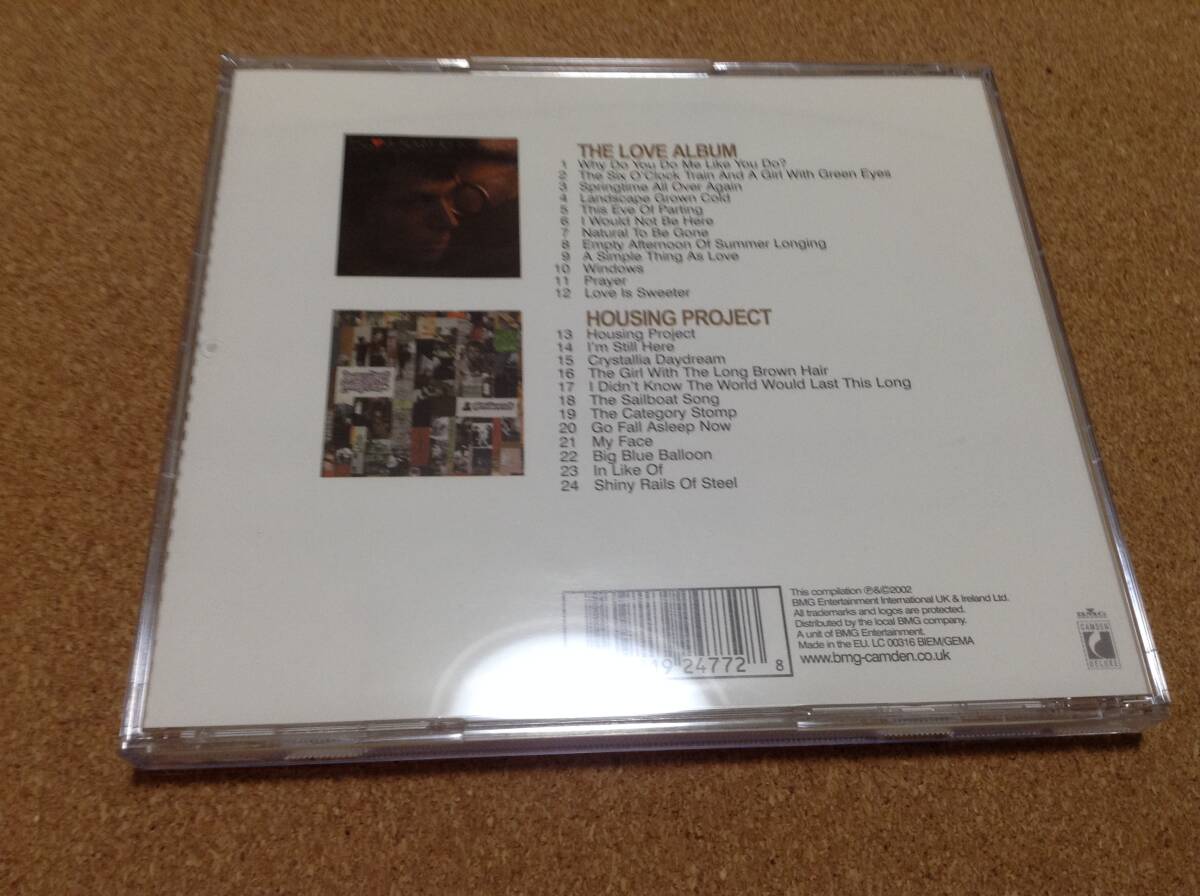 THE LOVE ALBUM
1 Why Do You Do Me Like You Do?
2 The Six O'Clock Train And A Girl With Green Eyes
3 Springtime All Over Again
4 Landscape Grown Cold
5 This Eve Of Parting
6 I Would Not Be Here
7 Natural To Be Gone
8 Empty Afternoon Of Summer Longing
9 A Simple Thing As Love
10 Windows
11 Prayer
12 Love Is Sweeter
HOUSING PROJECT
13 Housing Project
14 I'm Still Here
15 Crystallia Daydream
16 The Girl With The Long Brown Hair
17 I Didn't Know The World Would Last This Long
18 The Sailboat Song
19 The Category Stomp
20 Go Fall Asleep Now
21 My Face
22 Big Blue Balloon
23 In Like Of
24 Shiny Rails Of Steel
This compilation ℗&©2002
BMG Entertainment International UK & Ireland Ltd.
All trademarks and logos are protected.
Distributed by the local BMG company.
A unit of BMG Entertainment.
Made in the EU. LC 00316 BIEM/GEMA
www.bmg-camden.co.uk
19 24772 8
BMG
CAMDEN
DELUXE